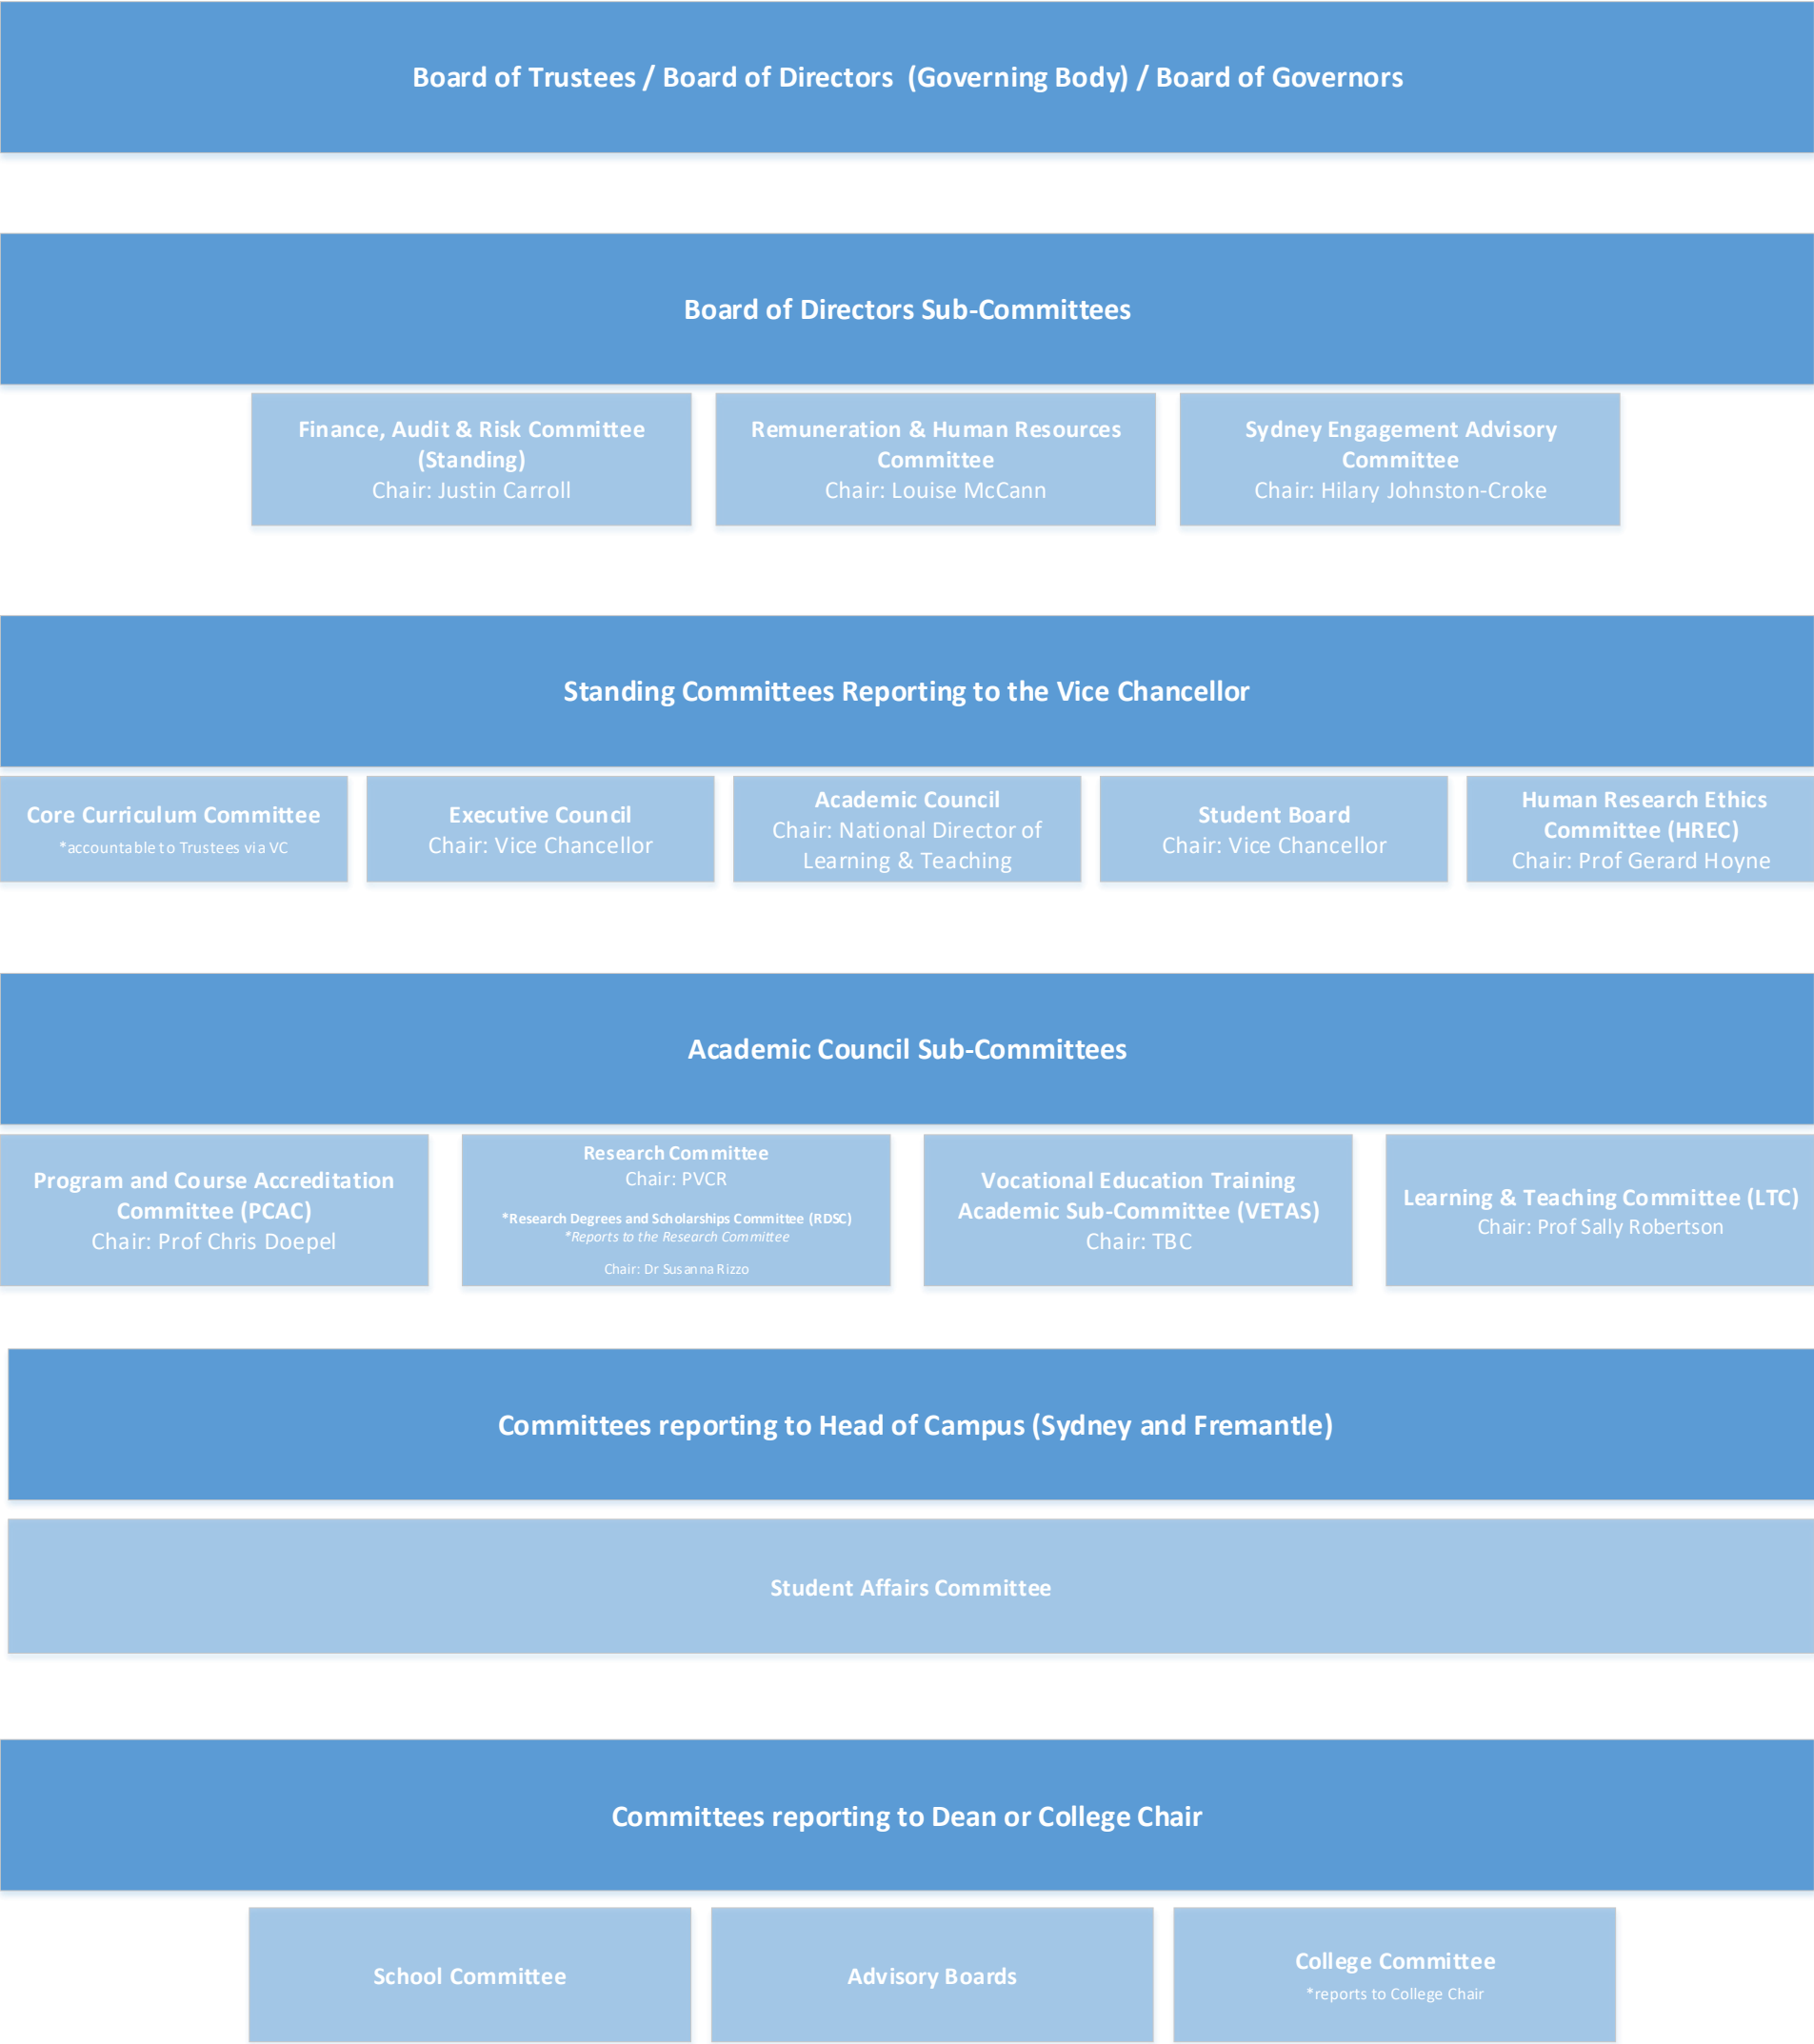 Board of Trustees / Board of Directors  (Governing Body) / Board of Governors
Board of Directors Sub-Committees
Finance, Audit & Risk Committee
(Standing)
Chair: Justin Carroll
Remuneration & Human Resources
Committee
Chair: Louise McCann
Sydney Engagement Advisory
Committee
Chair: Hilary Johnston-Croke
Standing Committees Reporting to the Vice Chancellor
Core Curriculum Committee
*accountable to Trustees via VC
Executive Council
Chair: Vice Chancellor
Academic Council
Chair: National Director of
Learning & Teaching
Student Board
Chair: Vice Chancellor
Human Research Ethics
Committee (HREC)
Chair: Prof Gerard Hoyne
Academic Council Sub-Committees
Program and Course Accreditation
Committee (PCAC)
Chair: Prof Chris Doepel
Research Committee
Chair: PVCR
*Research Degrees and Scholarships Committee (RDSC)
*Reports to the Research Committee
Chair: Dr Susanna Rizzo
Vocational Education Training
Academic Sub-Committee (VETAS)
Chair: TBC
Learning & Teaching Committee (LTC)
Chair: Prof Sally Robertson
Committees reporting to Head of Campus (Sydney and Fremantle)
Student Affairs Committee
Committees reporting to Dean or College Chair
School Committee
Advisory Boards
College Committee
*reports to College Chair